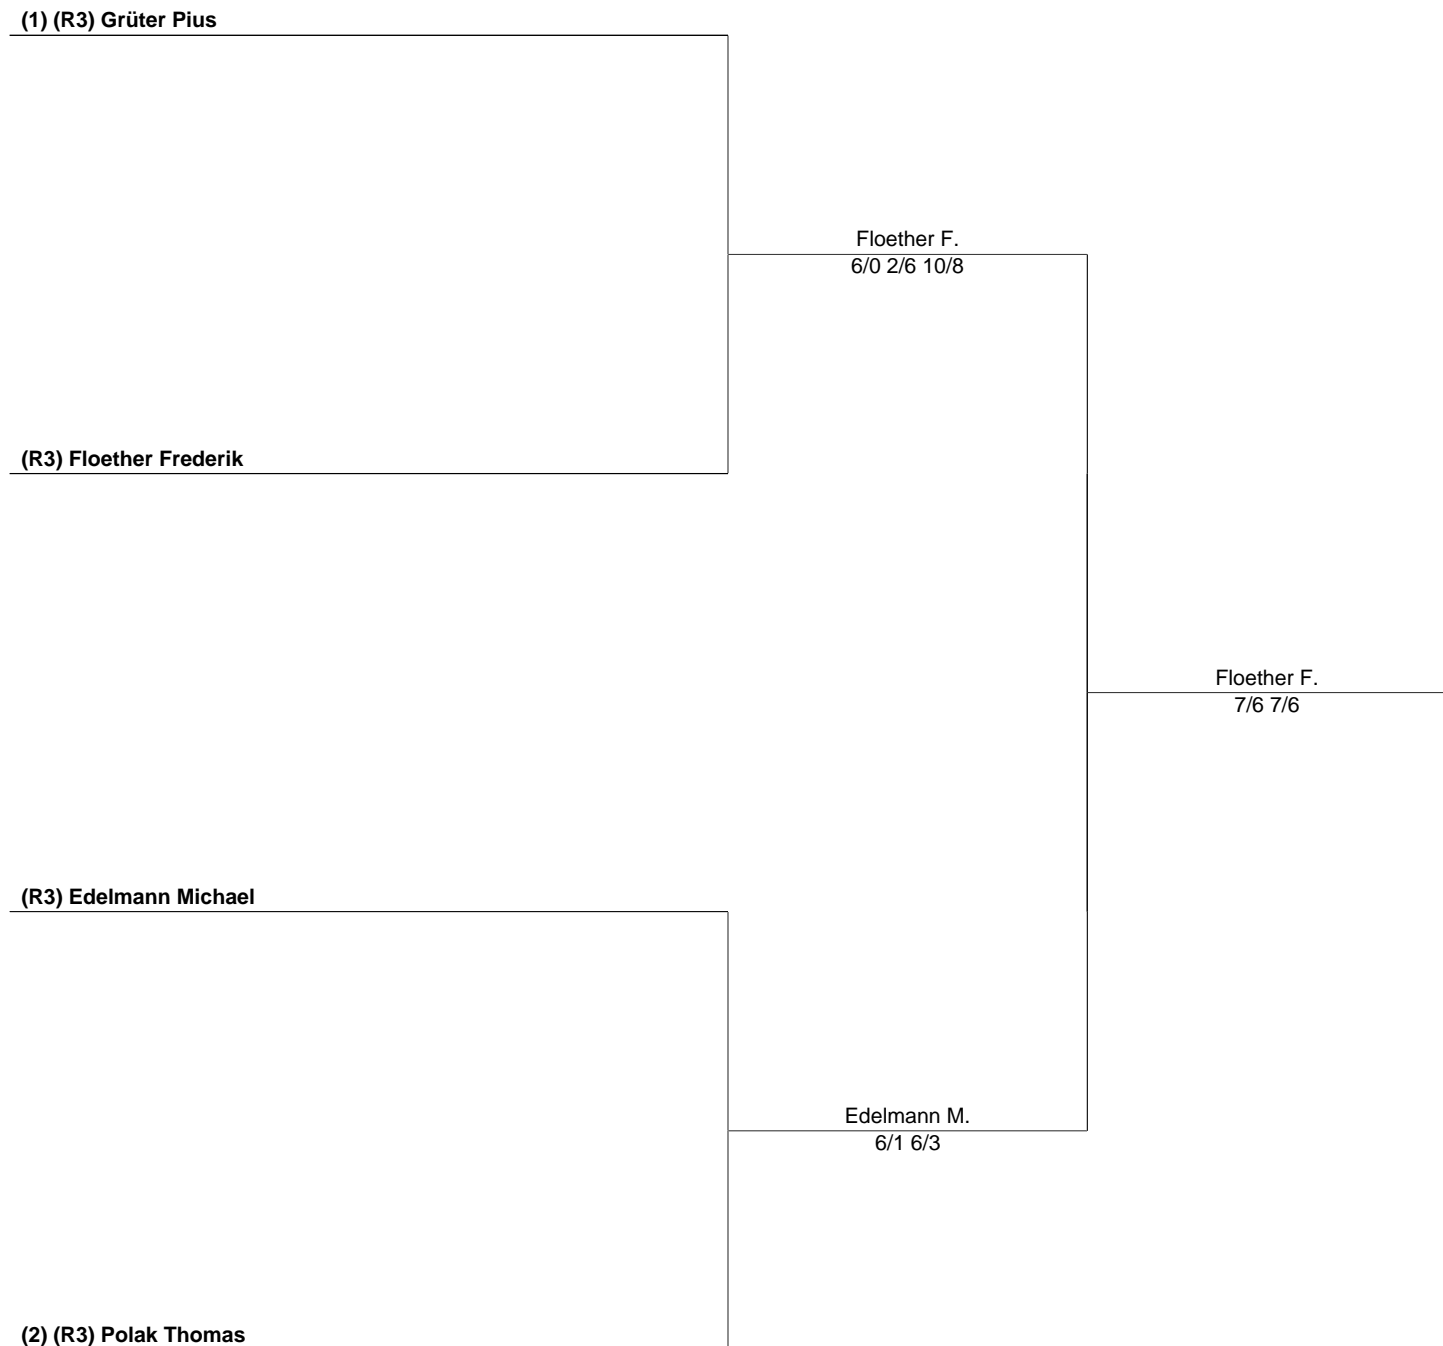 (1) (R3) Grüter Pius
Floether F.
6/0 2/6 10/8
(R3) Floether Frederik
Floether F.
7/6 7/6
(R3) Edelmann Michael
Edelmann M.
6/1 6/3
(2) (R3) Polak Thomas